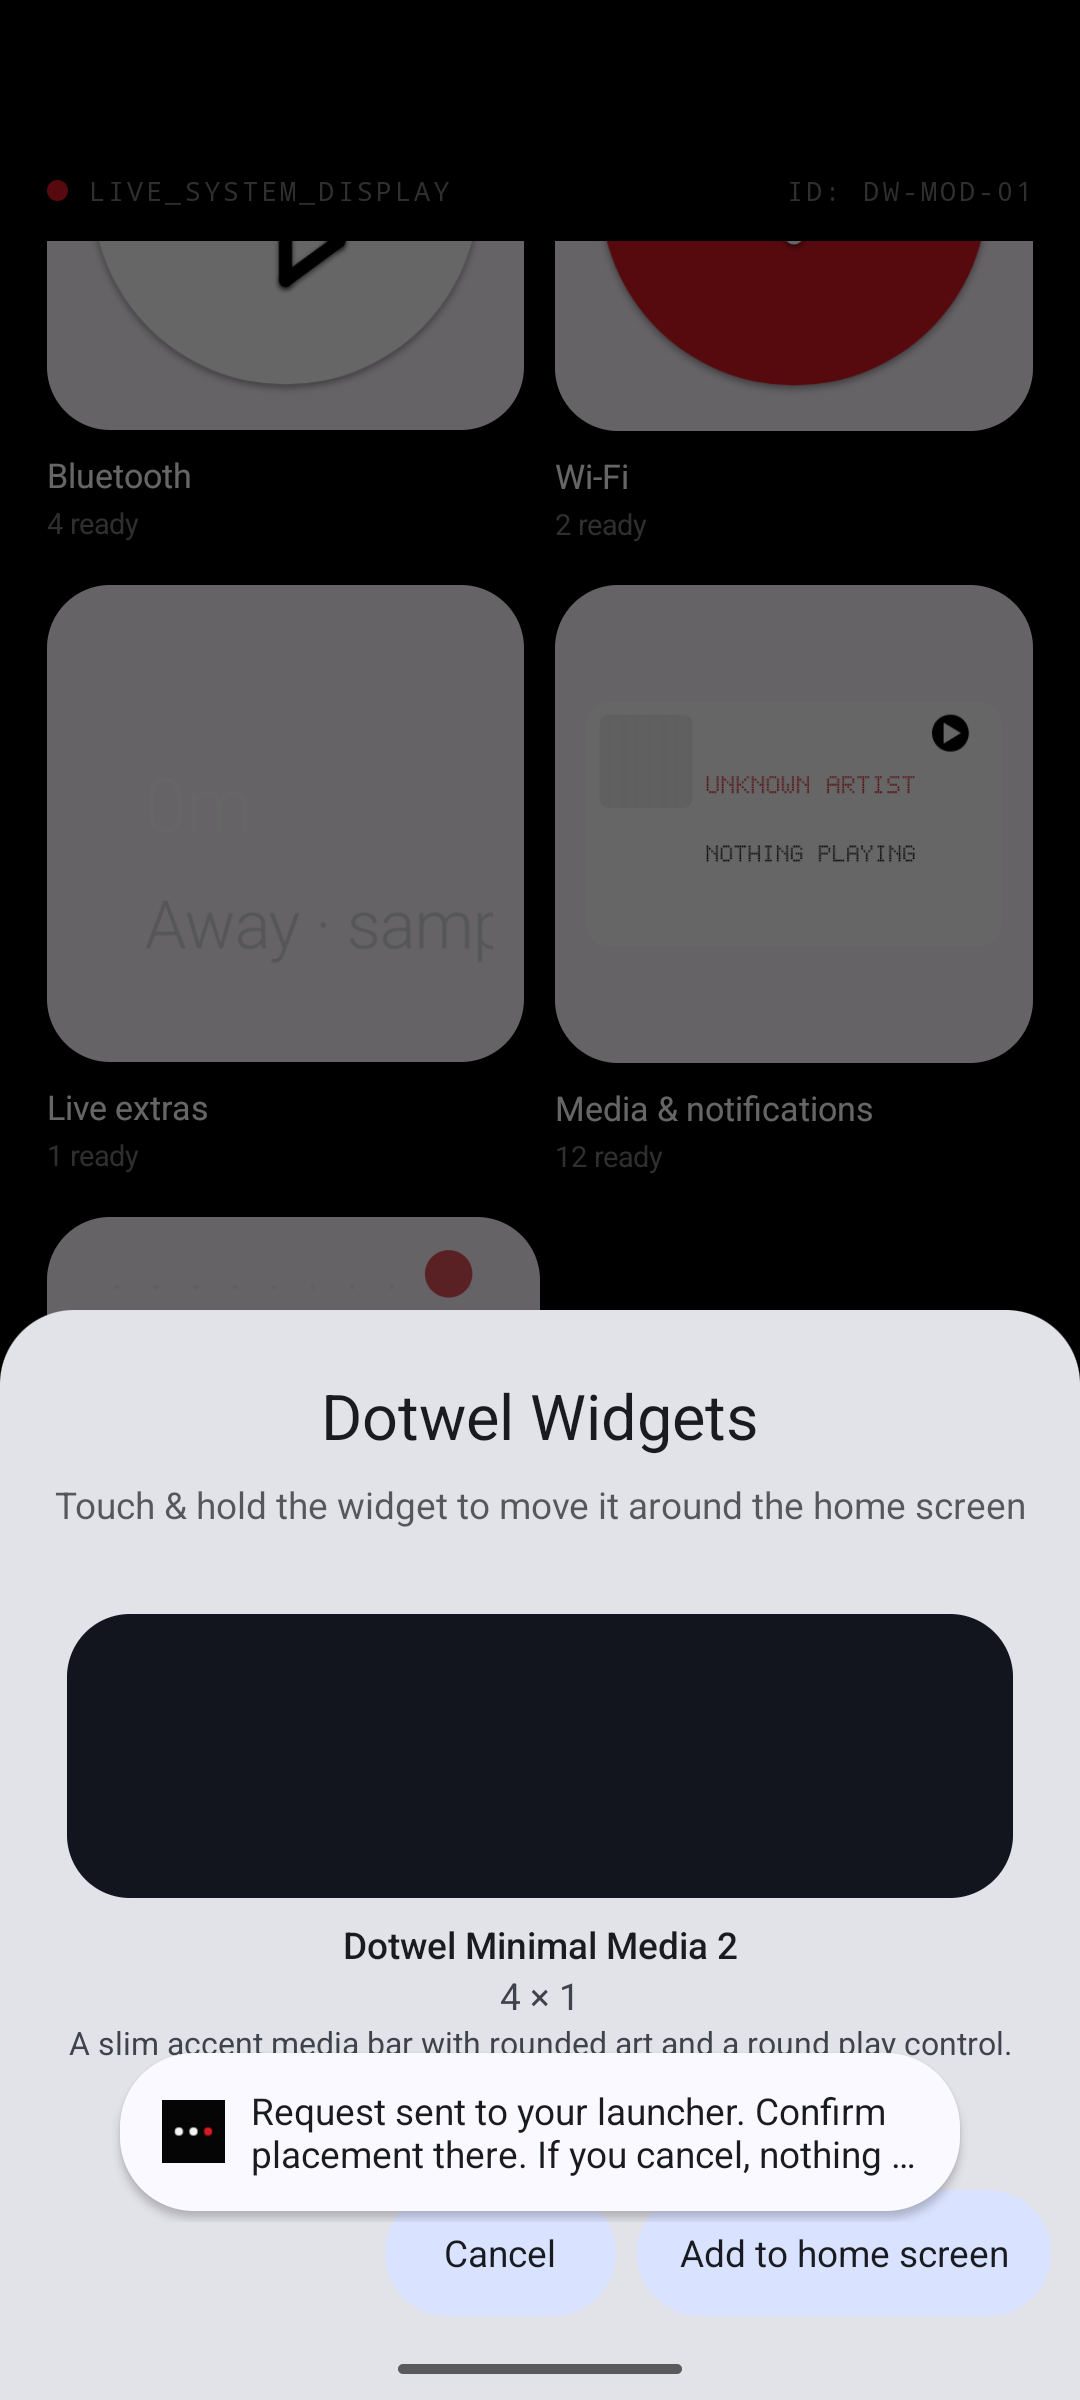 LIVE_SYSTEM_DISPLAY
ID: DW-MOD-01
Bluetooth
4 ready
Wi-Fi
2 ready
0m
Away · samp
UNKNOWN ARTIST
NOTHING PLAYING
Live extras
1 ready
Media & notifications
12 ready
Dotwel Widgets
Touch & hold the widget to move it around the home screen
Dotwel Minimal Media 2
4 × 1
A slim accent media bar with rounded art and a round play control.
Request sent to your launcher. Confirm
placement there. If you cancel, nothing ...
Cancel
Add to home screen